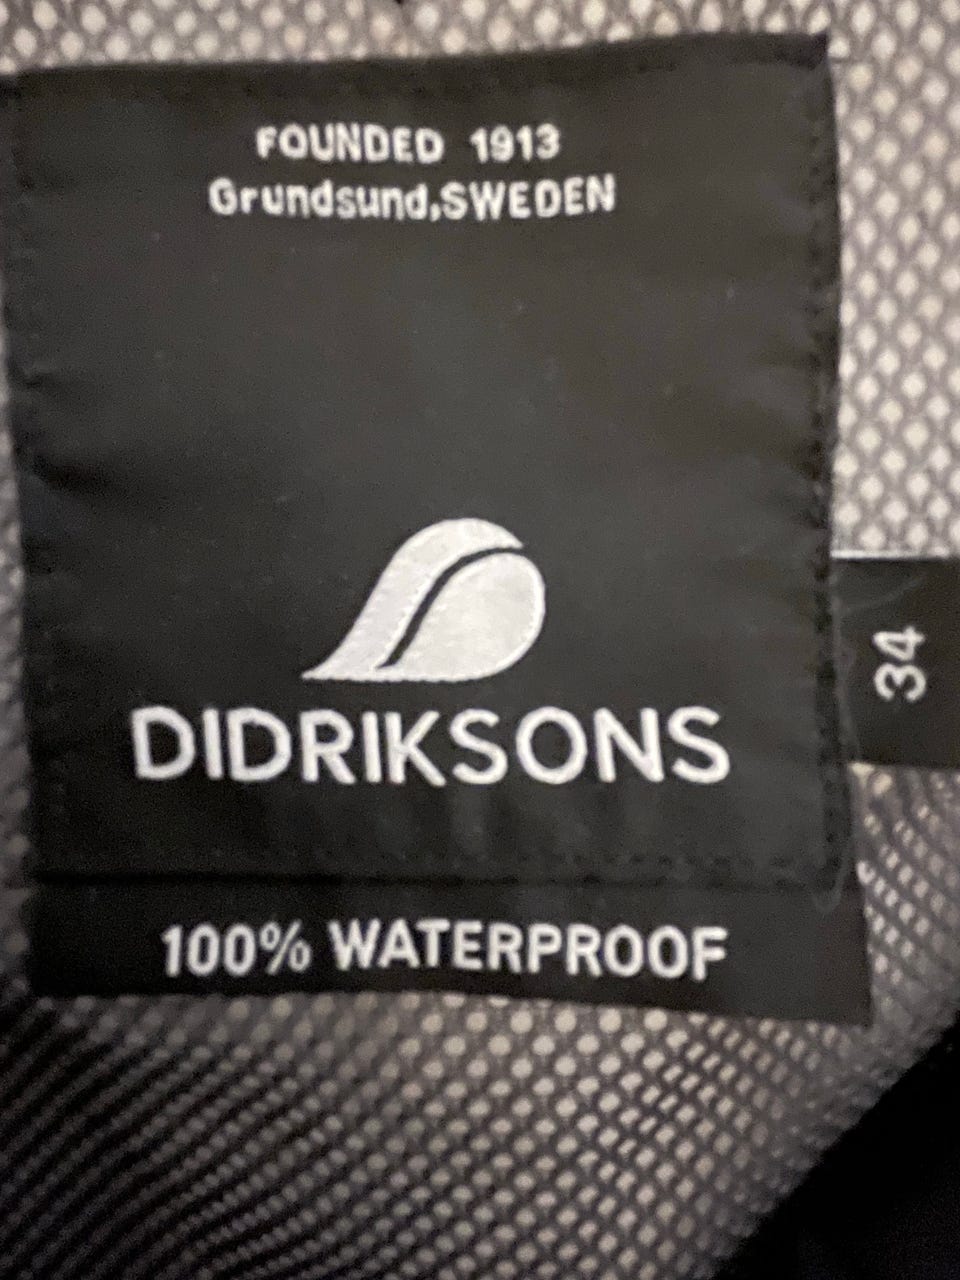 FOUNDED 1913
Grundsund,SWEDEN
DIDRIKSONS
34
100% WATERPROOF